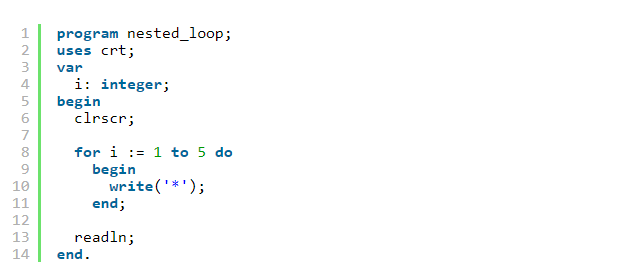 1 program nested_loop;
2 uses crt;
3 var
4 i: integer;
5 begin
6 clrscr;
7
8 for i := 1 to 5 do
9 begin
10 write('*');
11 end;
12
13 readln;
14 end.